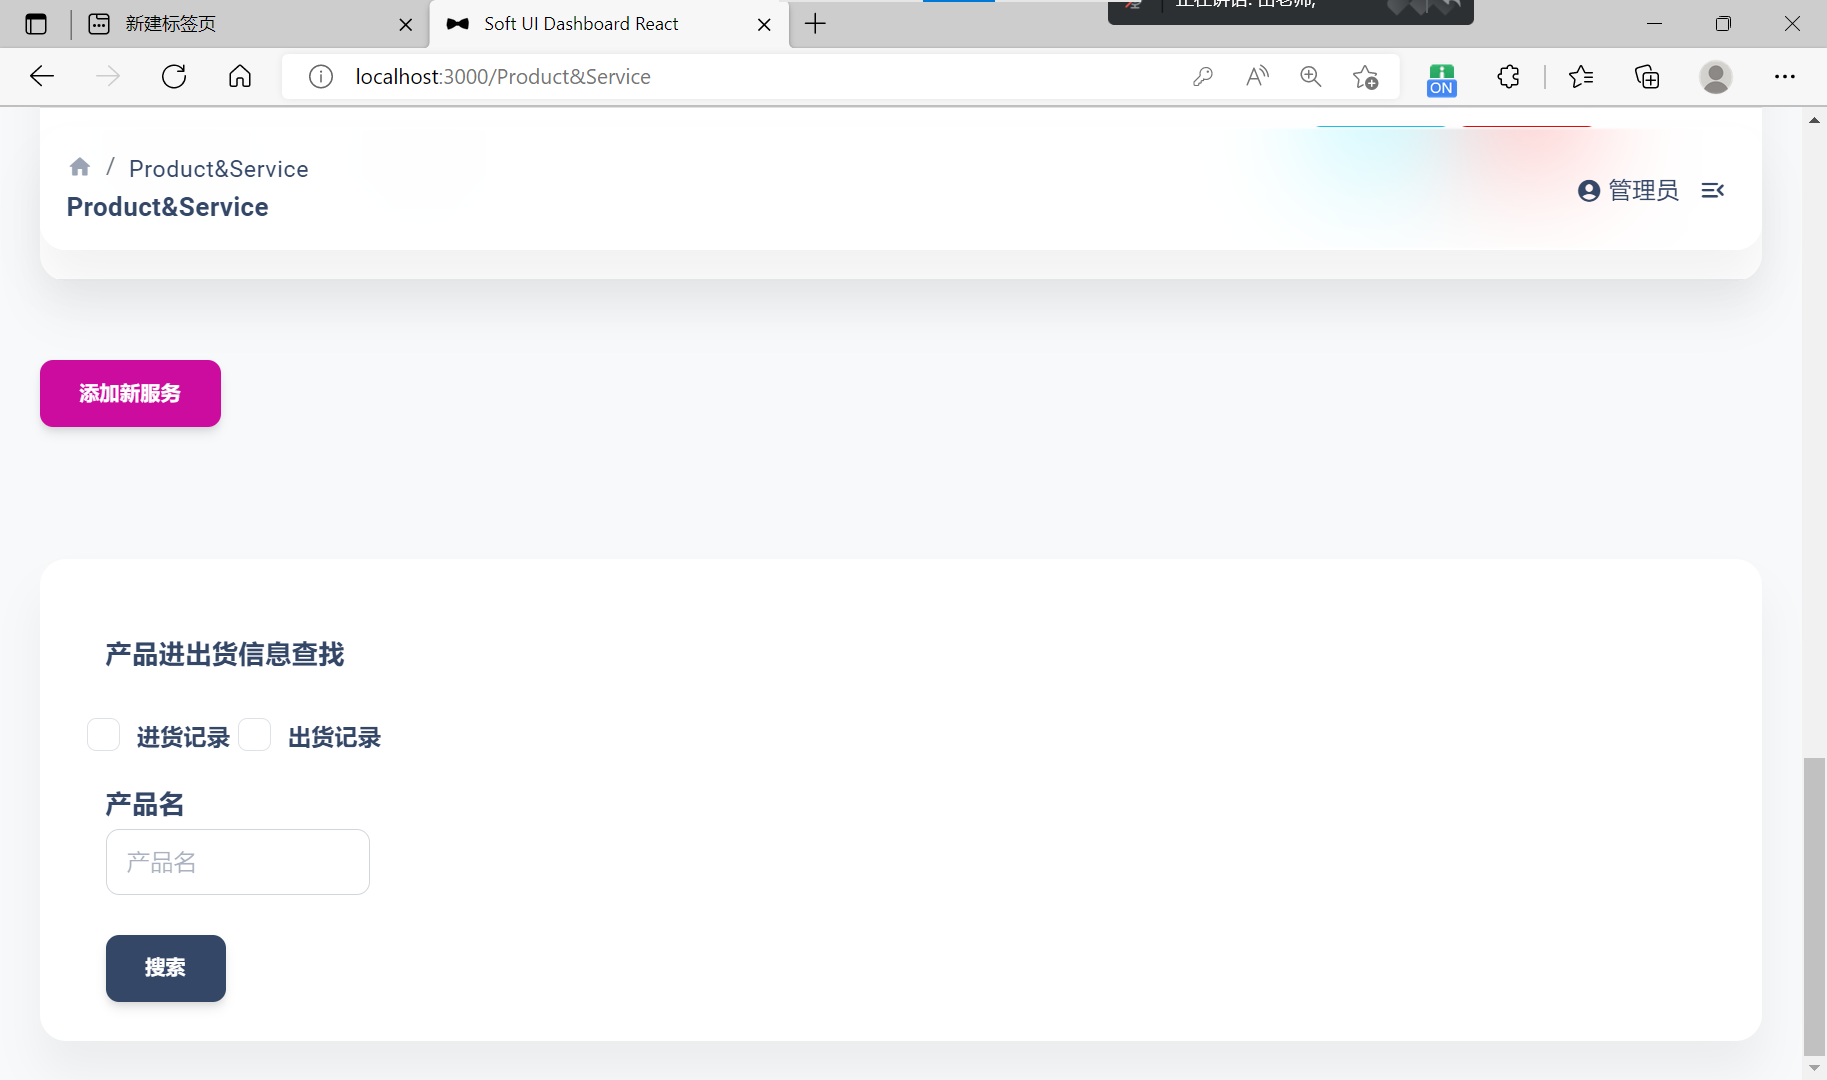 新建标签页
Soft UI Dashboard React
localhost:3000/Product&Service
ON
/ Product&Service
Product&Service
管理员
添加新服务
产品进出货信息查找
进货记录 出货记录
产品名
产品名
搜索